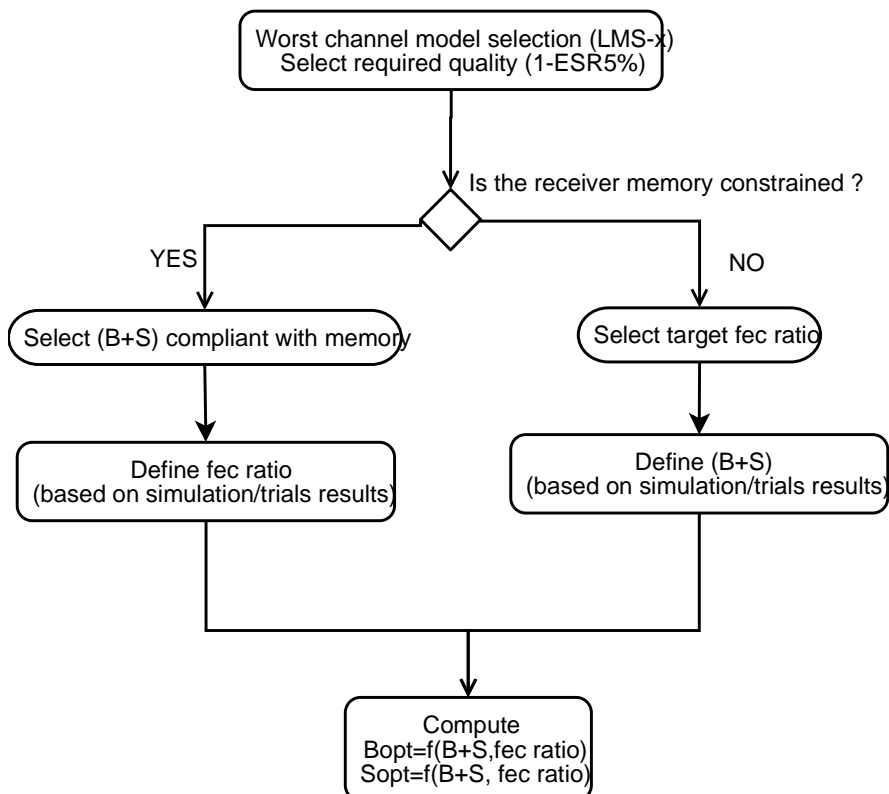 Worst channel model selection (LMS-x)
Select required quality (1-ESR5%)
Is the receiver memory constrained ?
YES
NO
Select (B+S) compliant with memory
Select target fec ratio
Define fec ratio
(based on simulation/trials results)
Define (B+S)
(based on simulation/trials results)
Compute
Bopt=f(B+S,fec ratio)
Sopt=f(B+S, fec ratio)